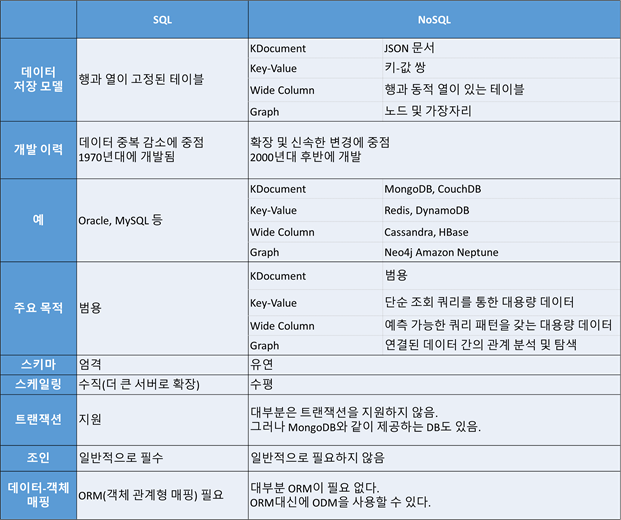 SQL NoSQL
데이터
저장 모델
행과 열이 고정된 테이블
KDocument JSON 문서
Key-Value 키-값 쌍
Wide Column 행과 동적 열이 있는 테이블
Graph 노드 및 가장자리
개발 이력
데이터 중복 감소에 중점
1970년대에 개발됨
확장 및 신속한 변경에 중점
2000년대 후반에 개발
예
Oracle, MySQL 등
KDocument MongoDB, CouchDB
Key-Value Redis, DynamoDB
Wide Column Cassandra, HBase
Graph Neo4j Amazon Neptune
주요 목적
범용
KDocument 범용
Key-Value 단순 조회 쿼리를 통한 대용량 데이터
Wide Column 예측 가능한 쿼리 패턴을 갖는 대용량 데이터
Graph 연결된 데이터 간의 관계 분석 및 탐색
스키마 엄격 유연
스케일링 수직(더 큰 서버로 확장) 수평
트랜잭션 지원
대부분은 트랜잭션을 지원하지 않음.
그러나 MongoDB와 같이 제공하는 DB도 있음.
조인 일반적으로 필수 일반적으로 필요하지 않음
데이터-객체
매핑
ORM(객체 관계형 매핑) 필요
대부분 ORM이 필요 없다.
ORM대신에 ODM을 사용할 수 있다.